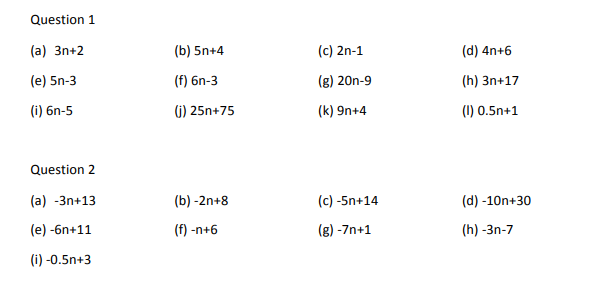 Question 1
(a) 3n+2 (b) 5n+4 (c) 2n-1 (d) 4n+6
(e) 5n-3 (f) 6n-3 (g) 20n-9 (h) 3n+17
(i) 6n-5 (j) 25n+75 (k) 9n+4 (l) 0.5n+1
Question 2
(a) -3n+13 (b) -2n+8 (c) -5n+14 (d) -10n+30
(e) -6n+11 (f) -n+6 (g) -7n+1 (h) -3n-7
(i) -0.5n+3